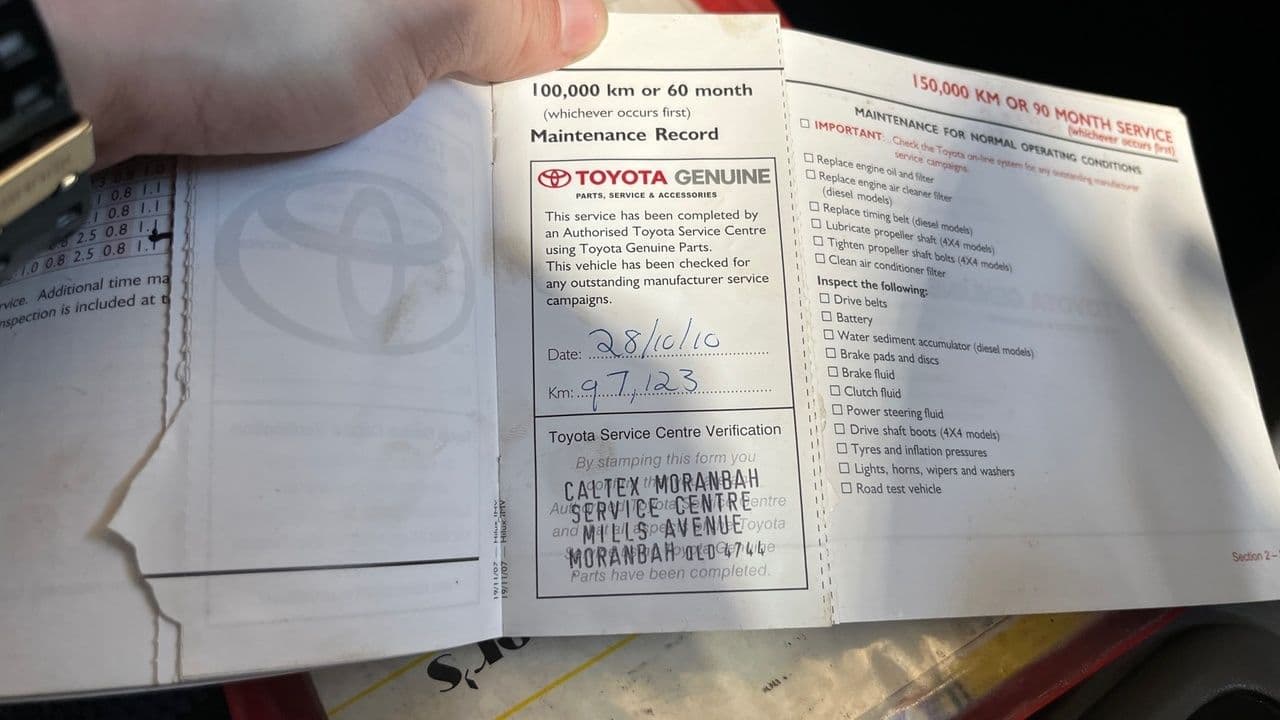 1 0.8 1.1
2.5 0.8
1.0 0.8 2.5 0.8 1.1
Additional time ma
inspection is included at t
100,000 km or 60 month
(whichever occurs first)
Maintenance Record
TOYOTA GENUINE
PARTS, SERVICE & ACCESSORIES
This service has been completed by
an Authorised Toyota Service Centre
using Toyota Genuine Parts.
This vehicle has been checked for
any outstanding manufacturer service
campaigns.
Date: 28/10/10
Km: 97,123
Toyota Service Centre Verification
By stamping this form you
CALTEX MORANBAH
SERVICE CENTRE
MILLS AVENUE
MORANBAH QLD 4744
Parts have been completed.
19/11/07 — Hilux
150,000 KM OR 90 MONTH SERVICE
(whichever occurs first)
MAINTENANCE FOR NORMAL OPERATING CONDITIONS
IMPORTANT: Check the Toyota on-line system for any outstanding manufacturer
service campaigns.
Replace engine oil and filter
Replace engine air cleaner filter
(diesel models)
Replace timing belt (diesel models)
Lubricate propeller shaft (4X4 models)
Tighten propeller shaft bolts (4X4 models)
Clean air conditioner filter
Inspect the following:
Drive belts
Battery
Water sediment accumulator (diesel models)
Brake pads and discs
Brake fluid
Clutch fluid
Power steering fluid
Drive shaft boots (4X4 models)
Tyres and inflation pressures
Lights, horns, wipers and washers
Road test vehicle
Section 2 –